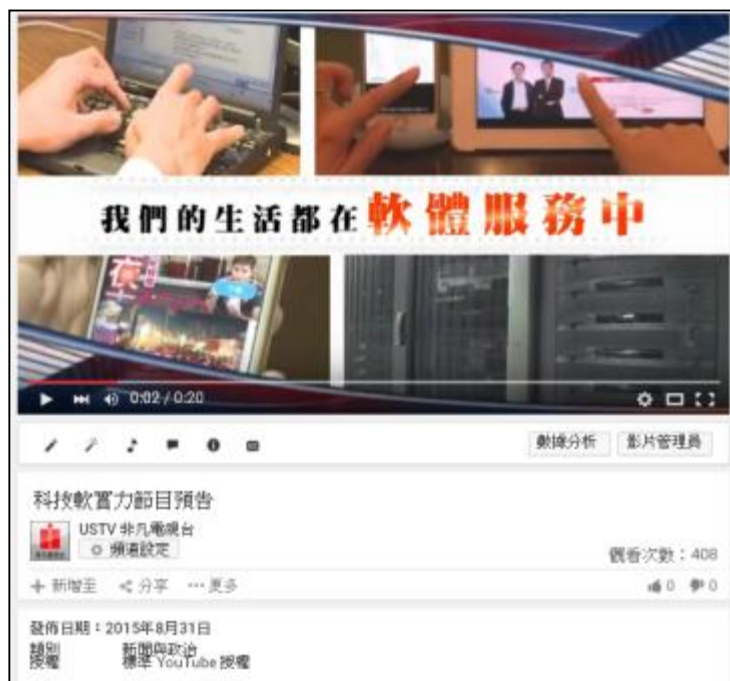 我們的生活都在軟體服務中
0:02 / 0:20
數據分析 影片管理員
科技軟實力節目預告
USTV 非凡電視台
頻道設定
觀看次數：408
新增至 分享 更多
0 0
發佈日期：2015年8月31日
類別 新聞與政治
授權 標準 YouTube 授權